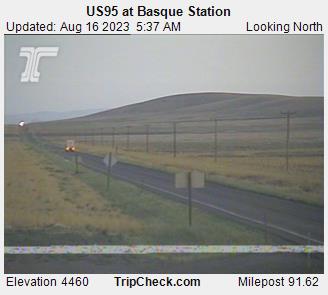 US95 at Basque Station
Updated: Aug 16 2023 5:37 AM Looking North
Elevation 4460 TripCheck.com Milepost 91.62